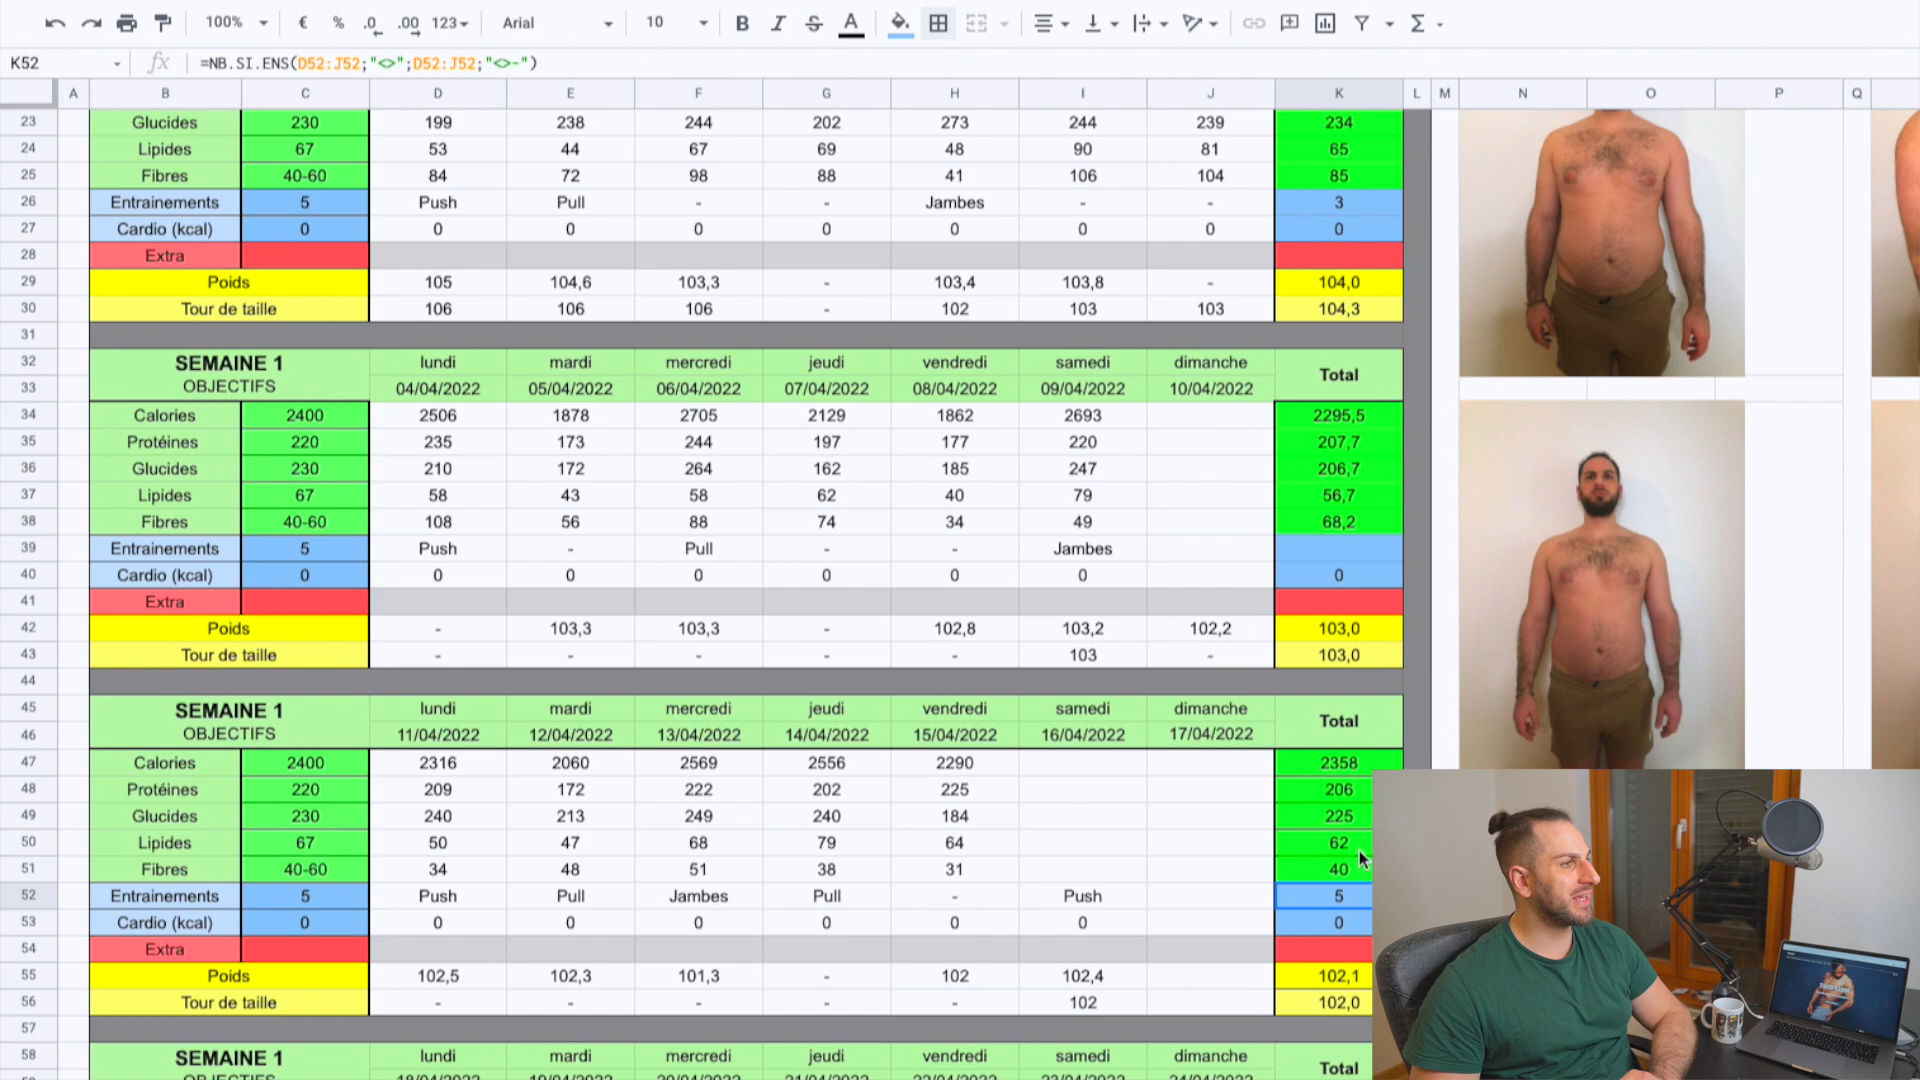 100% € % .0 .00 123 Arial 10 B I S A Σ
K52 fx =NB.SI.ENS(D52:J52;"<>";D52:J52;"<>-")
A B C D E F G H I J K L M N O P Q
23 Glucides 230 199 238 244 202 273 244 239 234
24 Lipides 67 53 44 67 69 48 90 81 65
25 Fibres 40-60 84 72 98 88 41 106 104 85
26 Entrainements 5 Push Pull - - Jambes - - 3
27 Cardio (kcal) 0 0 0 0 0 0 0 0 0
28 Extra
29 Poids 105 104,6 103,3 - 103,4 103,8 - 104,0
30 Tour de taille 106 106 106 - 102 103 103 104,3
31
32 SEMAINE 1 lundi mardi mercredi jeudi vendredi samedi dimanche Total
33 OBJECTIFS 04/04/2022 05/04/2022 06/04/2022 07/04/2022 08/04/2022 09/04/2022 10/04/2022
34 Calories 2400 2506 1878 2705 2129 1862 2693 2295,5
35 Protéines 220 235 173 244 197 177 220 207,7
36 Glucides 230 210 172 264 162 185 247 206,7
37 Lipides 67 58 43 58 62 40 79 56,7
38 Fibres 40-60 108 56 88 74 34 49 68,2
39 Entrainements 5 Push - Pull - - Jambes
40 Cardio (kcal) 0 0 0 0 0 0 0 0
41 Extra
42 Poids - 103,3 103,3 - 102,8 103,2 102,2 103,0
43 Tour de taille - - - - - 103 - 103,0
44
45 SEMAINE 1 lundi mardi mercredi jeudi vendredi samedi dimanche Total
46 OBJECTIFS 11/04/2022 12/04/2022 13/04/2022 14/04/2022 15/04/2022 16/04/2022 17/04/2022
47 Calories 2400 2316 2060 2569 2556 2290 2358
48 Protéines 220 209 172 222 202 225 206
49 Glucides 230 240 213 249 240 184 225
50 Lipides 67 50 47 68 79 64 62
51 Fibres 40-60 34 48 51 38 31 40
52 Entrainements 5 Push Pull Jambes Pull - Push 5
53 Cardio (kcal) 0 0 0 0 0 0 0 0
54 Extra
55 Poids 102,5 102,3 101,3 - 102 102,4 102,1
56 Tour de taille - - - - - 102 102,0
57
58 SEMAINE 1 lundi mardi mercredi jeudi vendredi samedi dimanche Total